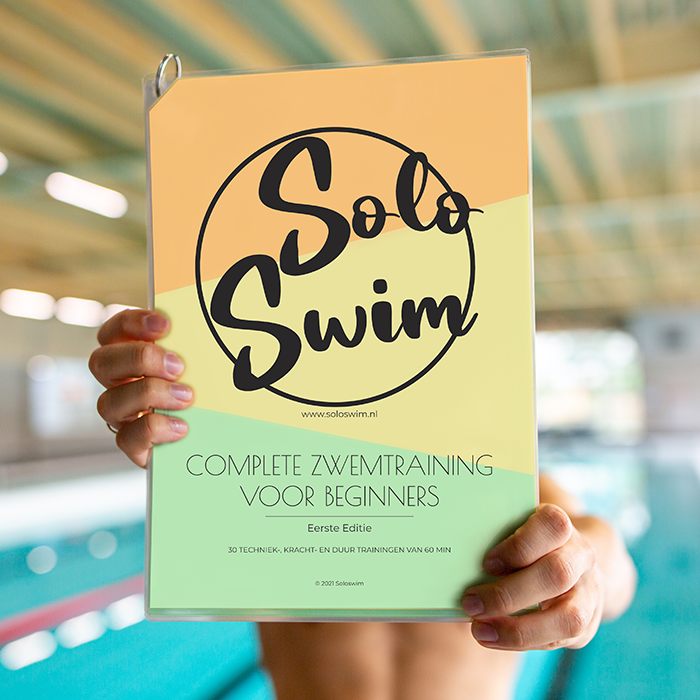 Solo
Swim
www.soloswim.nl
COMPLETE ZWEMTRAINING
VOOR BEGINNERS
Eerste Editie
30 TECHNIEK-, KRACHT- EN DUUR TRAININGEN VAN 60 MIN
© 2021 Soloswim